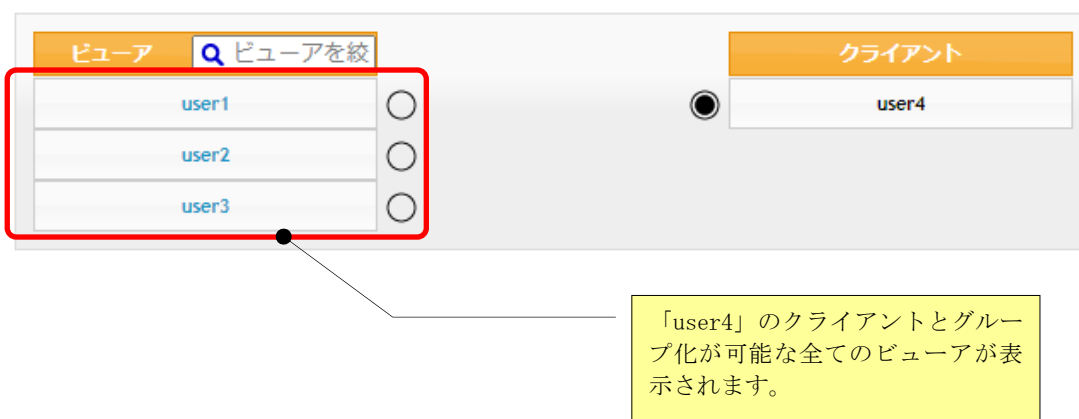 ビューア
ビューアを絞
クライアント
user1
user4
user2
user3
「user4」のクライアントとグルー
プ化が可能な全てのビューアが表
示されます。